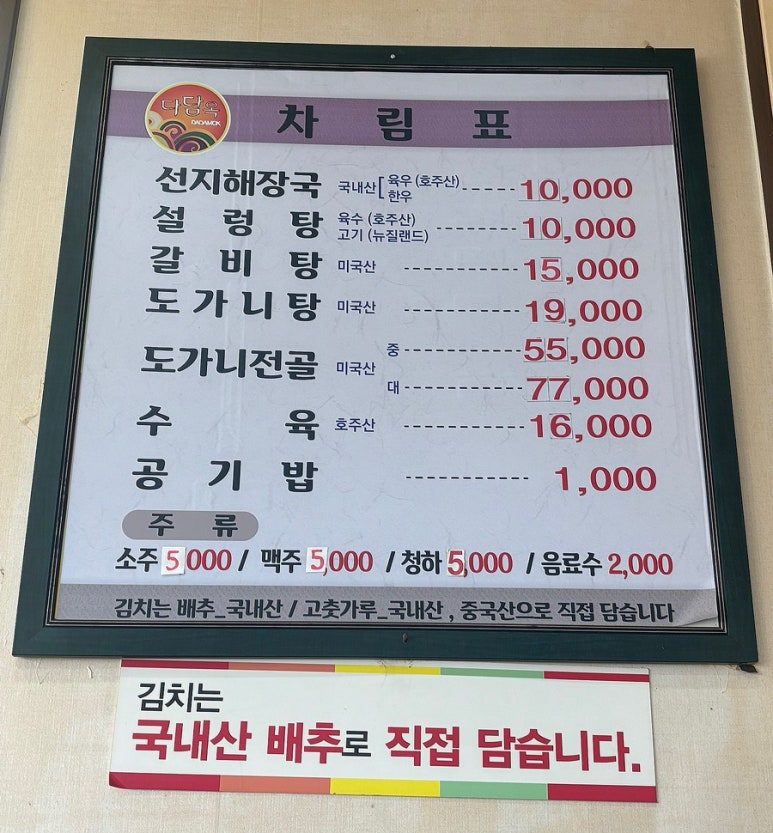 다담옥
DADAMOK
차 림 표
선지해장국 국내산 [ 육우 (호주산) 한우 ------ 10,000
설 렁 탕 육수 (호주산) 고기 (뉴질랜드) --------- 10,000
갈 비 탕 미국산 ------------ 15,000
도 가 니 탕 미국산 ------------ 19,000
도가니전골 미국산 중 ------------- 55,000
대 ------------- 77,000
수 육 호주산 ------------- 16,000
공 기 밥 ------------- 1,000
주 류
소주 5,000 / 맥주 5,000 / 청하 5,000 / 음료수 2,000
김치는 배추_국내산 / 고춧가루_국내산 , 중국산으로 직접 담습니다
김치는
국내산 배추로 직접 담습니다.